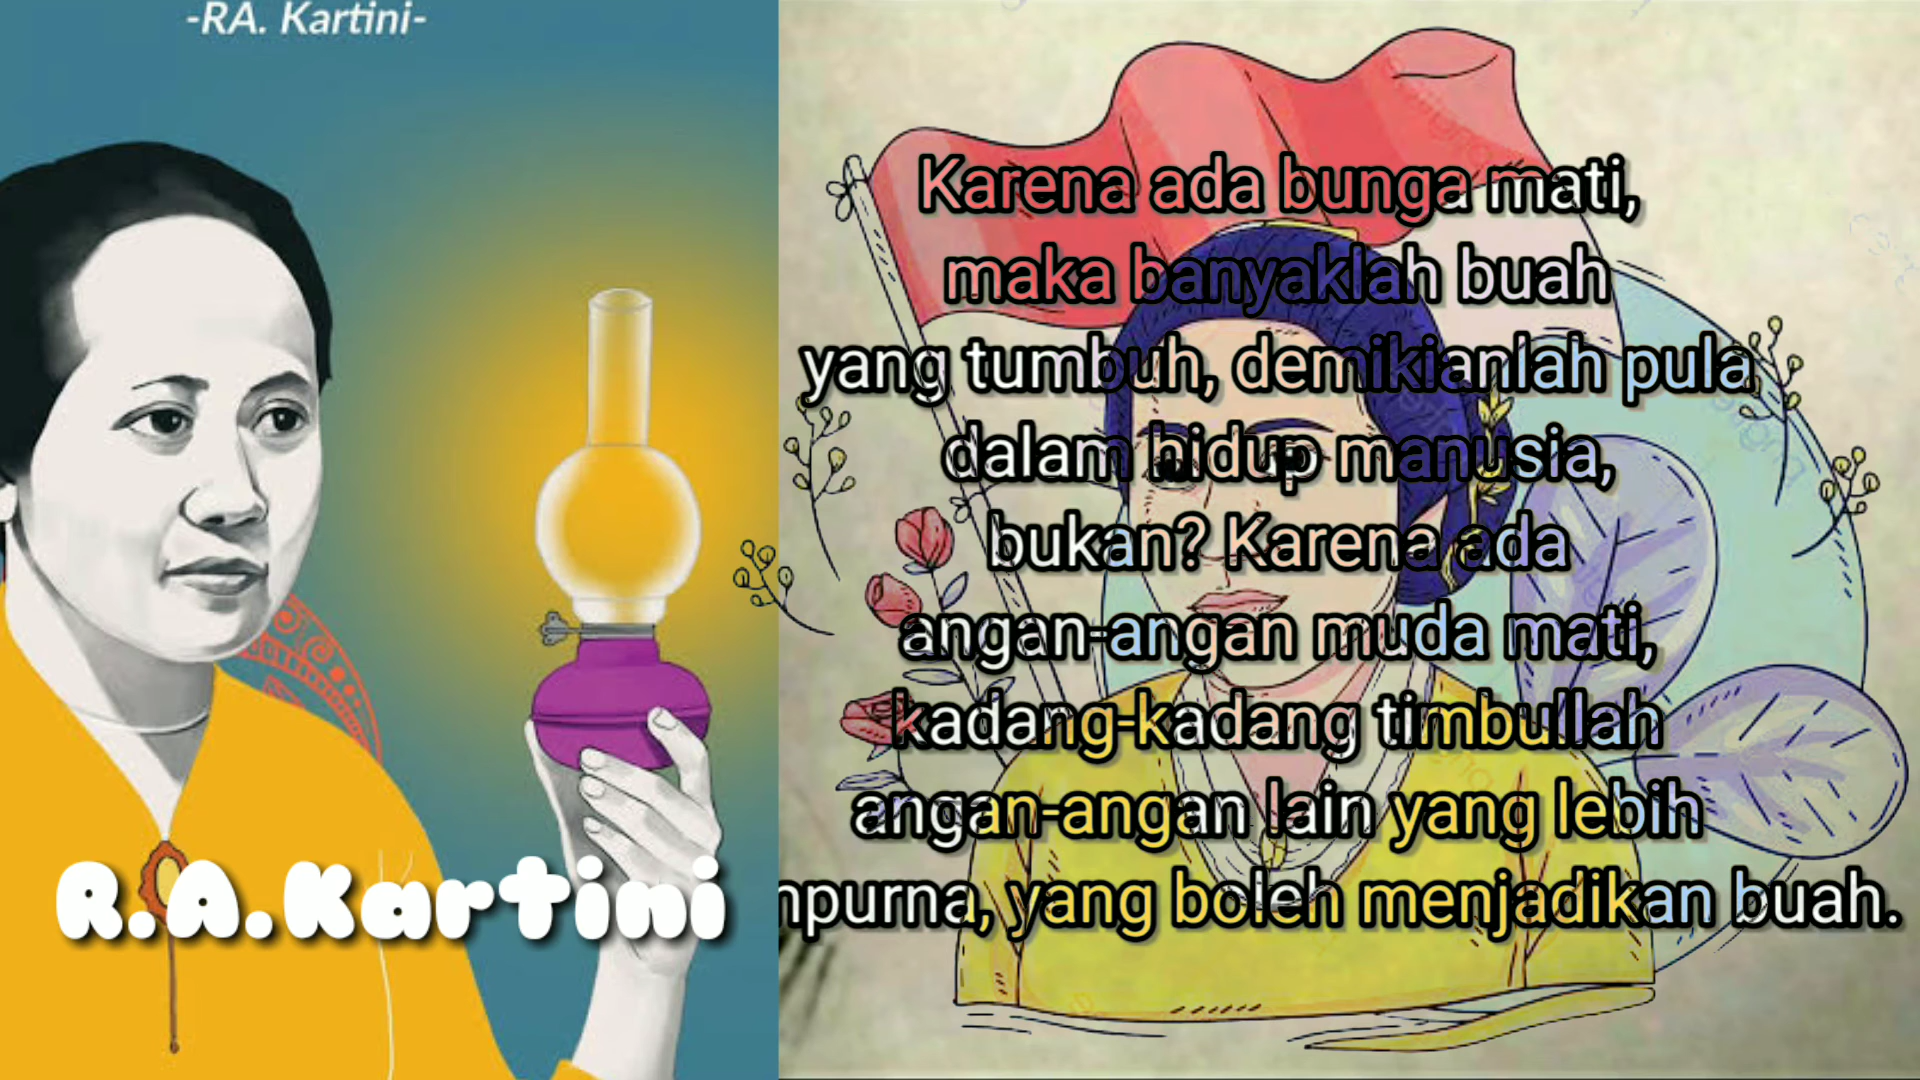 -RA. Kartini-
R.A.Kartini
Karena ada bunga mati,
maka banyaklah buah
yang tumbuh, demikianlah pula
dalam hidup manusia,
bukan? Karena ada
angan-angan muda mati,
kadang-kadang timbullah
angan-angan lain yang lebih
npurna, yang boleh menjadikan buah.